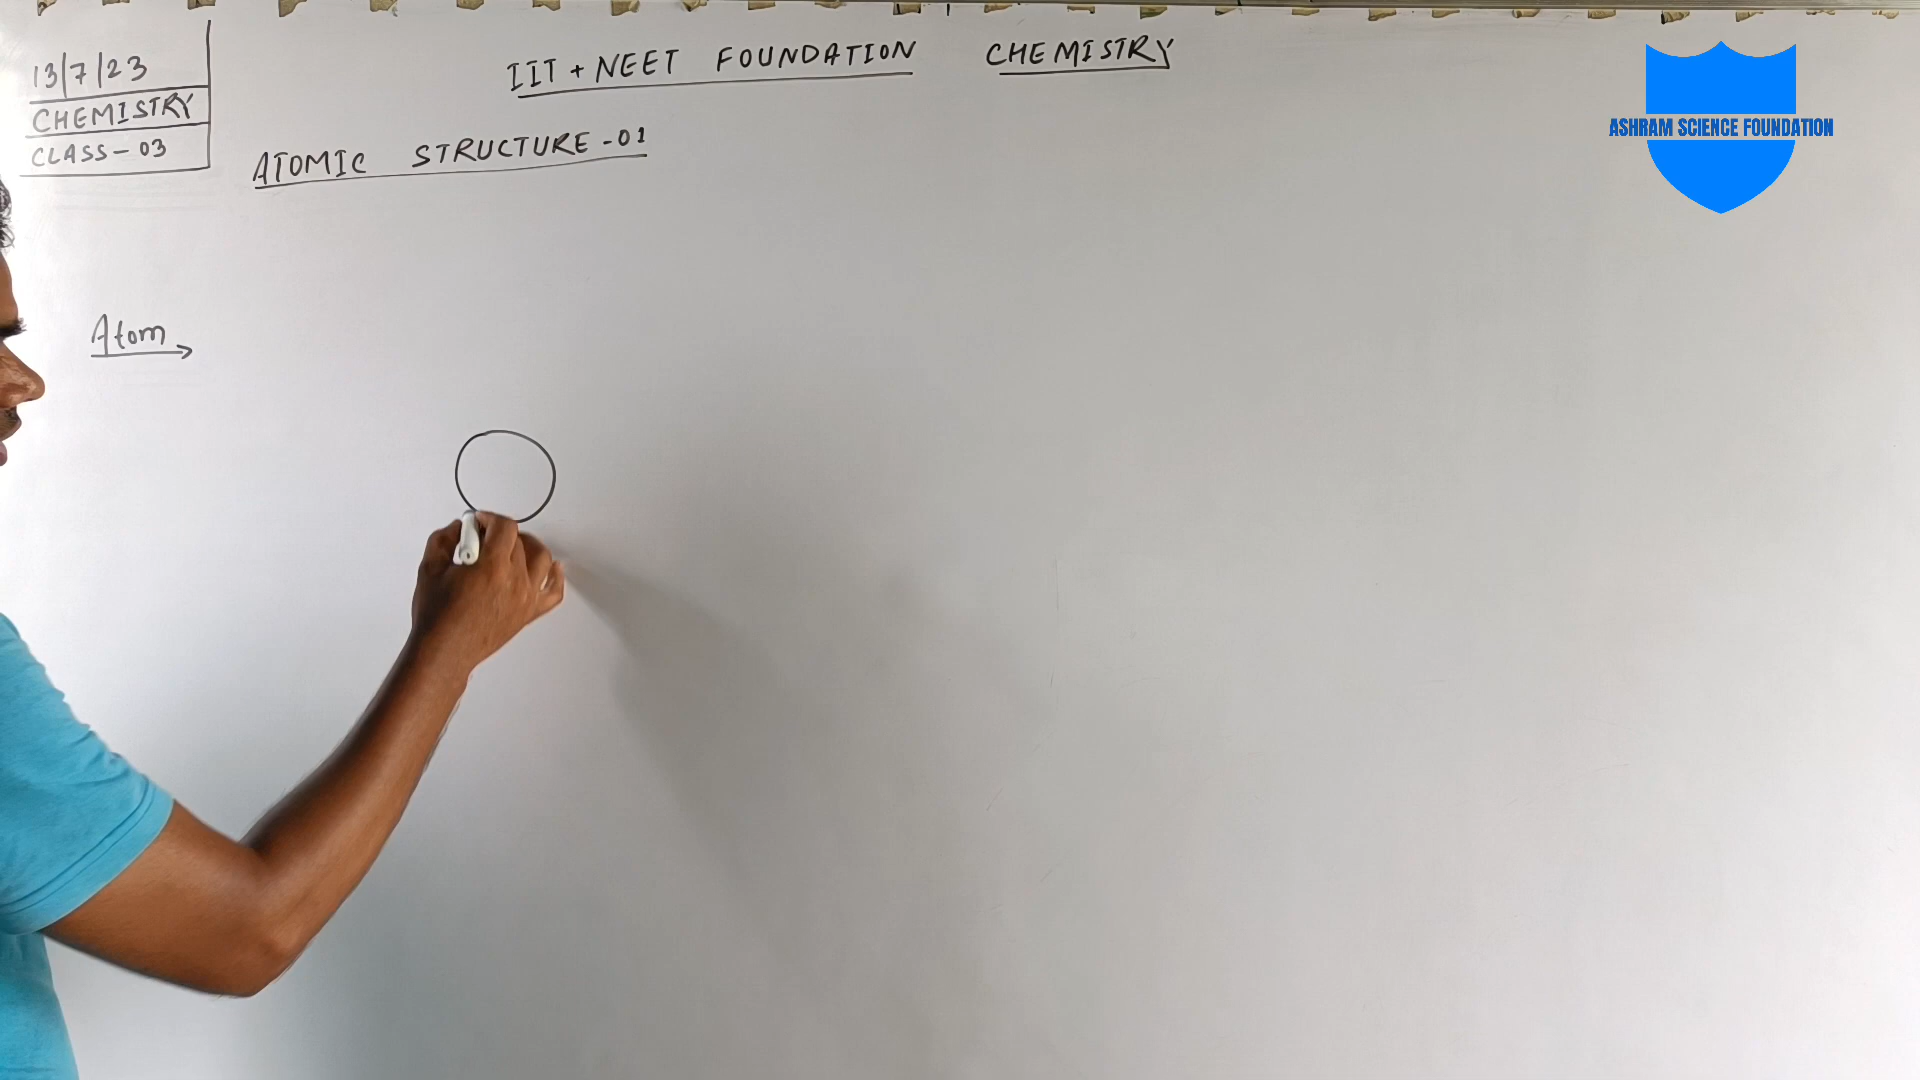 13/7/23
CHEMISTRY
CLASS-03
IIT + NEET FOUNDATION CHEMISTRY
ATOMIC STRUCTURE-01
ASHRAM SCIENCE FOUNDATION
Atom